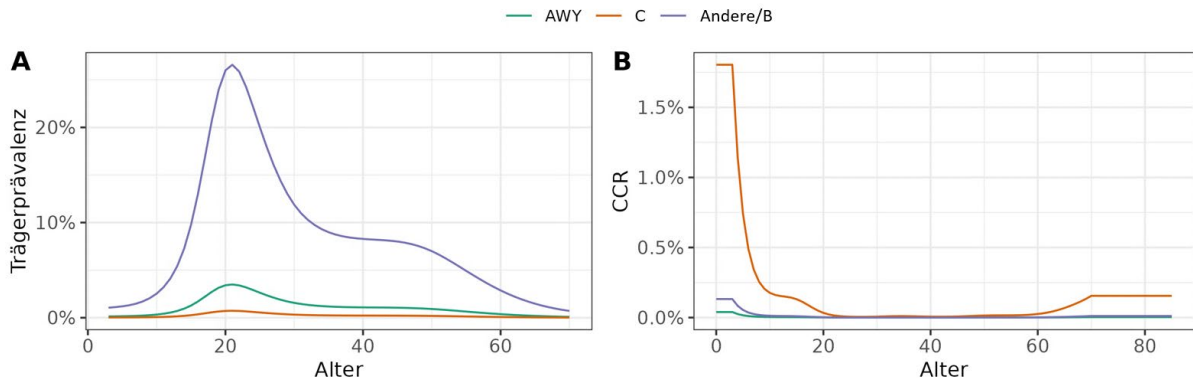 AWY C Andere/B
A
Trägerprävalenz
20%
10%
0%
0 20 40 60
Alter
B
CCR
1.5%
1.0%
0.5%
0.0%
0 20 40 60 80
Alter